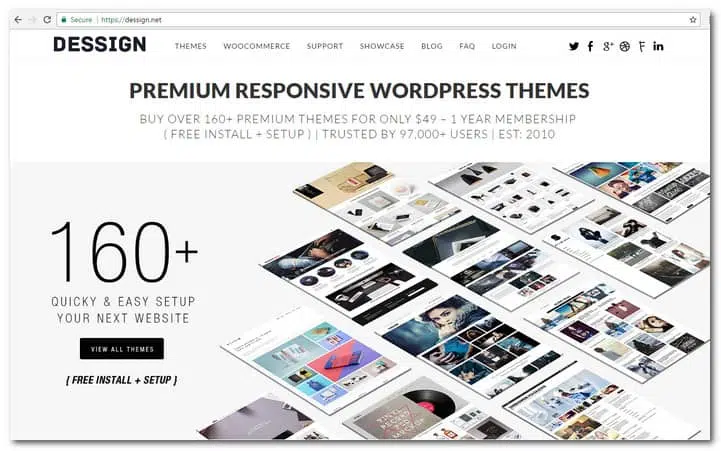 Secure | https://dessign.net
DESSIGN
THEMES WOOCOMMERCE SUPPORT SHOWCASE BLOG FAQ LOGIN
PREMIUM RESPONSIVE WORDPRESS THEMES
BUY OVER 160+ PREMIUM THEMES FOR ONLY $49 – 1 YEAR MEMBERSHIP
( FREE INSTALL + SETUP ) | TRUSTED BY 97,000+ USERS | EST: 2010
160+
QUICKY & EASY SETUP
YOUR NEXT WEBSITE
VIEW ALL THEMES
( FREE INSTALL + SETUP )
VINYL
RECORD